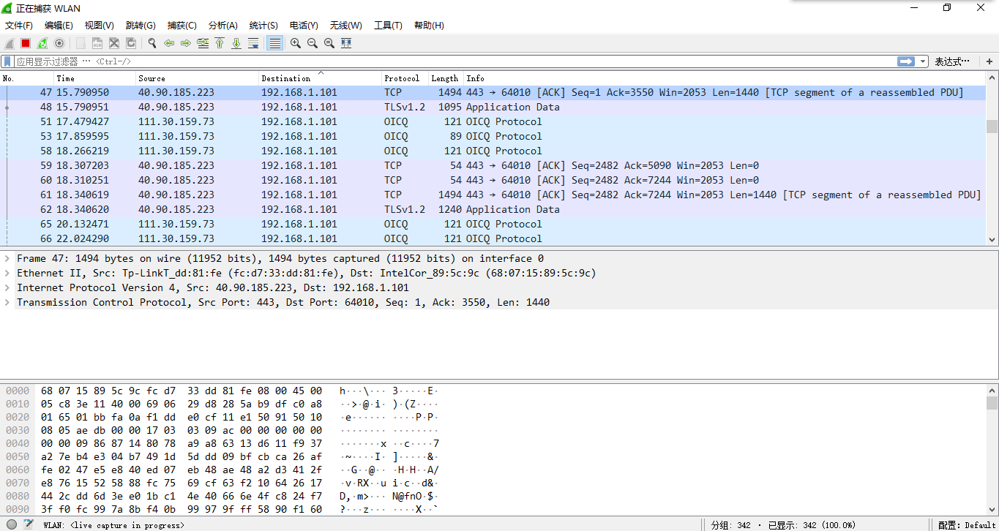 正在捕获 WLAN
文件(F) 编辑(E) 视图(V) 跳转(G) 捕获(C) 分析(A) 统计(S) 电话(Y) 无线(W) 工具(T) 帮助(H)
应用显示过滤器 … <Ctrl-/> 表达式… +
No. Time Source Destination Protocol Length Info
47 15.790950 40.90.185.223 192.168.1.101 TCP 1494 443 → 64010 [ACK] Seq=1 Ack=3550 Win=2053 Len=1440 [TCP segment of a reassembled PDU]
48 15.790951 40.90.185.223 192.168.1.101 TLSv1.2 1095 Application Data
51 17.479427 111.30.159.73 192.168.1.101 OICQ 121 OICQ Protocol
53 17.859595 111.30.159.73 192.168.1.101 OICQ 89 OICQ Protocol
58 18.266219 111.30.159.73 192.168.1.101 OICQ 121 OICQ Protocol
59 18.307203 40.90.185.223 192.168.1.101 TCP 54 443 → 64010 [ACK] Seq=2482 Ack=5090 Win=2053 Len=0
60 18.310251 40.90.185.223 192.168.1.101 TCP 54 443 → 64010 [ACK] Seq=2482 Ack=7244 Win=2053 Len=0
61 18.340619 40.90.185.223 192.168.1.101 TCP 1494 443 → 64010 [ACK] Seq=2482 Ack=7244 Win=2053 Len=1440 [TCP segment of a reassembled PDU]
62 18.340620 40.90.185.223 192.168.1.101 TLSv1.2 1240 Application Data
65 20.132471 111.30.159.73 192.168.1.101 OICQ 121 OICQ Protocol
66 22.024290 111.30.159.73 192.168.1.101 OICQ 121 OICQ Protocol
Frame 47: 1494 bytes on wire (11952 bits), 1494 bytes captured (11952 bits) on interface 0
Ethernet II, Src: Tp-LinkT_dd:81:fe (fc:d7:33:dd:81:fe), Dst: IntelCor_89:5c:9c (68:07:15:89:5c:9c)
Internet Protocol Version 4, Src: 40.90.185.223, Dst: 192.168.1.101
Transmission Control Protocol, Src Port: 443, Dst Port: 64010, Seq: 1, Ack: 3550, Len: 1440
0000 68 07 15 89 5c 9c fc d7 33 dd 81 fe 08 00 45 00 h···\··· 3·····E·
0010 05 c8 3e 11 40 00 69 06 29 d8 28 5a b9 df c0 a8 ··>·@·i· )·(Z····
0020 01 65 01 bb fa 0a f1 dd e0 cf 11 e1 50 91 50 10 ·e······ ····P·P·
0030 08 05 ae db 00 00 17 03 03 09 ac 00 00 00 00 00 ········ ········
0040 00 00 09 86 87 14 80 78 a9 a8 63 13 d6 11 f9 37 ·······x ··c····7
0050 a2 7e b4 e3 04 b7 49 1d 5d dd 09 bf cb ca 26 af ·~····I· ]·····&·
0060 fe 02 47 e5 e8 40 ed 07 eb 48 ae 48 a2 d3 41 2f ··G··@·· ·H·H··A/
0070 e8 76 15 52 58 88 fc 75 69 cf 63 f2 10 64 26 17 ·v·RX··u i·c··d&·
0080 44 2c dd 6d 3e e0 1b c1 4e 40 66 6e 4f c8 24 f7 D,·m>··· N@fnO·$·
0090 3f f0 fc 99 7a 8b f4 0b 99 97 9f ff 58 90 f1 60 ?···z··· ····X··`
WLAN: <live capture in progress> 分组: 342 · 已显示: 342 (100.0%) 配置: Default